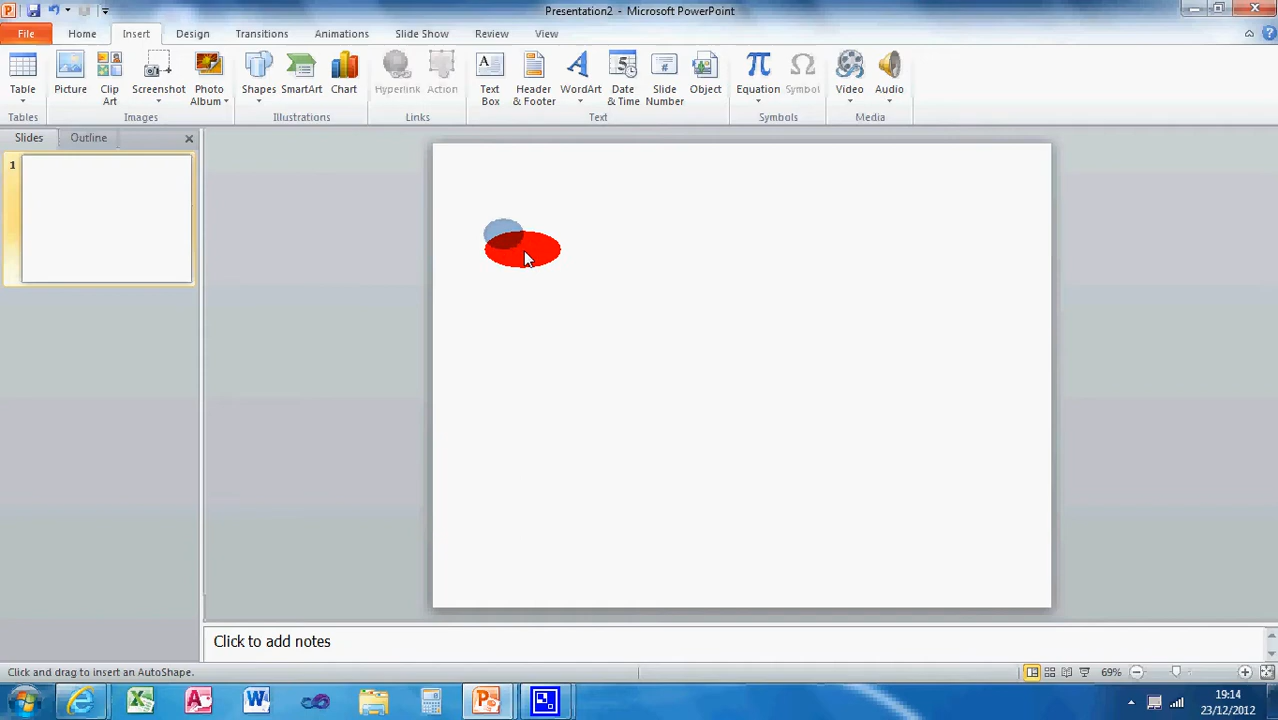 Presentation2 - Microsoft PowerPoint
File Home Insert Design Transitions Animations Slide Show Review View
Table Picture Clip Art Screenshot Photo Album Shapes SmartArt Chart Hyperlink Action Text Box Header & Footer WordArt Date & Time Slide Number Object Equation Symbol Video Audio
Tables Images Illustrations Links Text Symbols Media
Slides Outline
1
Click to add notes
Click and drag to insert an AutoShape. 69%
19:14
23/12/2012